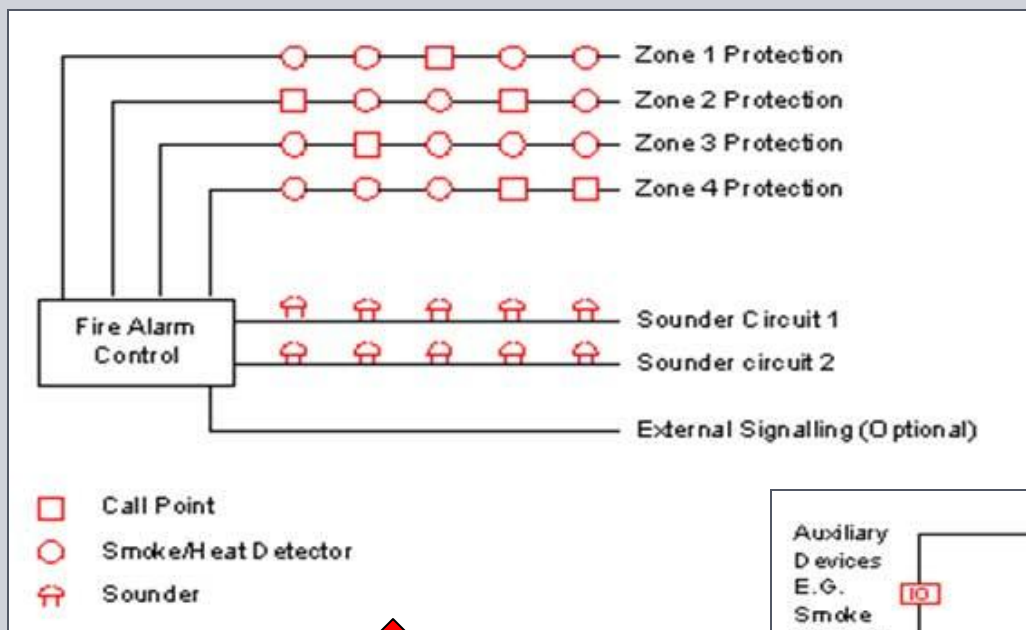 Zone 1 Protection
Zone 2 Protection
Zone 3 Protection
Zone 4 Protection
Fire Alarm
Control
Sounder Circuit 1
Sounder circuit 2
External Signalling (Optional)
Call Point
Smoke/Heat Detector
Sounder
Auxiliary
Devices
E.G.
Smoke
IO